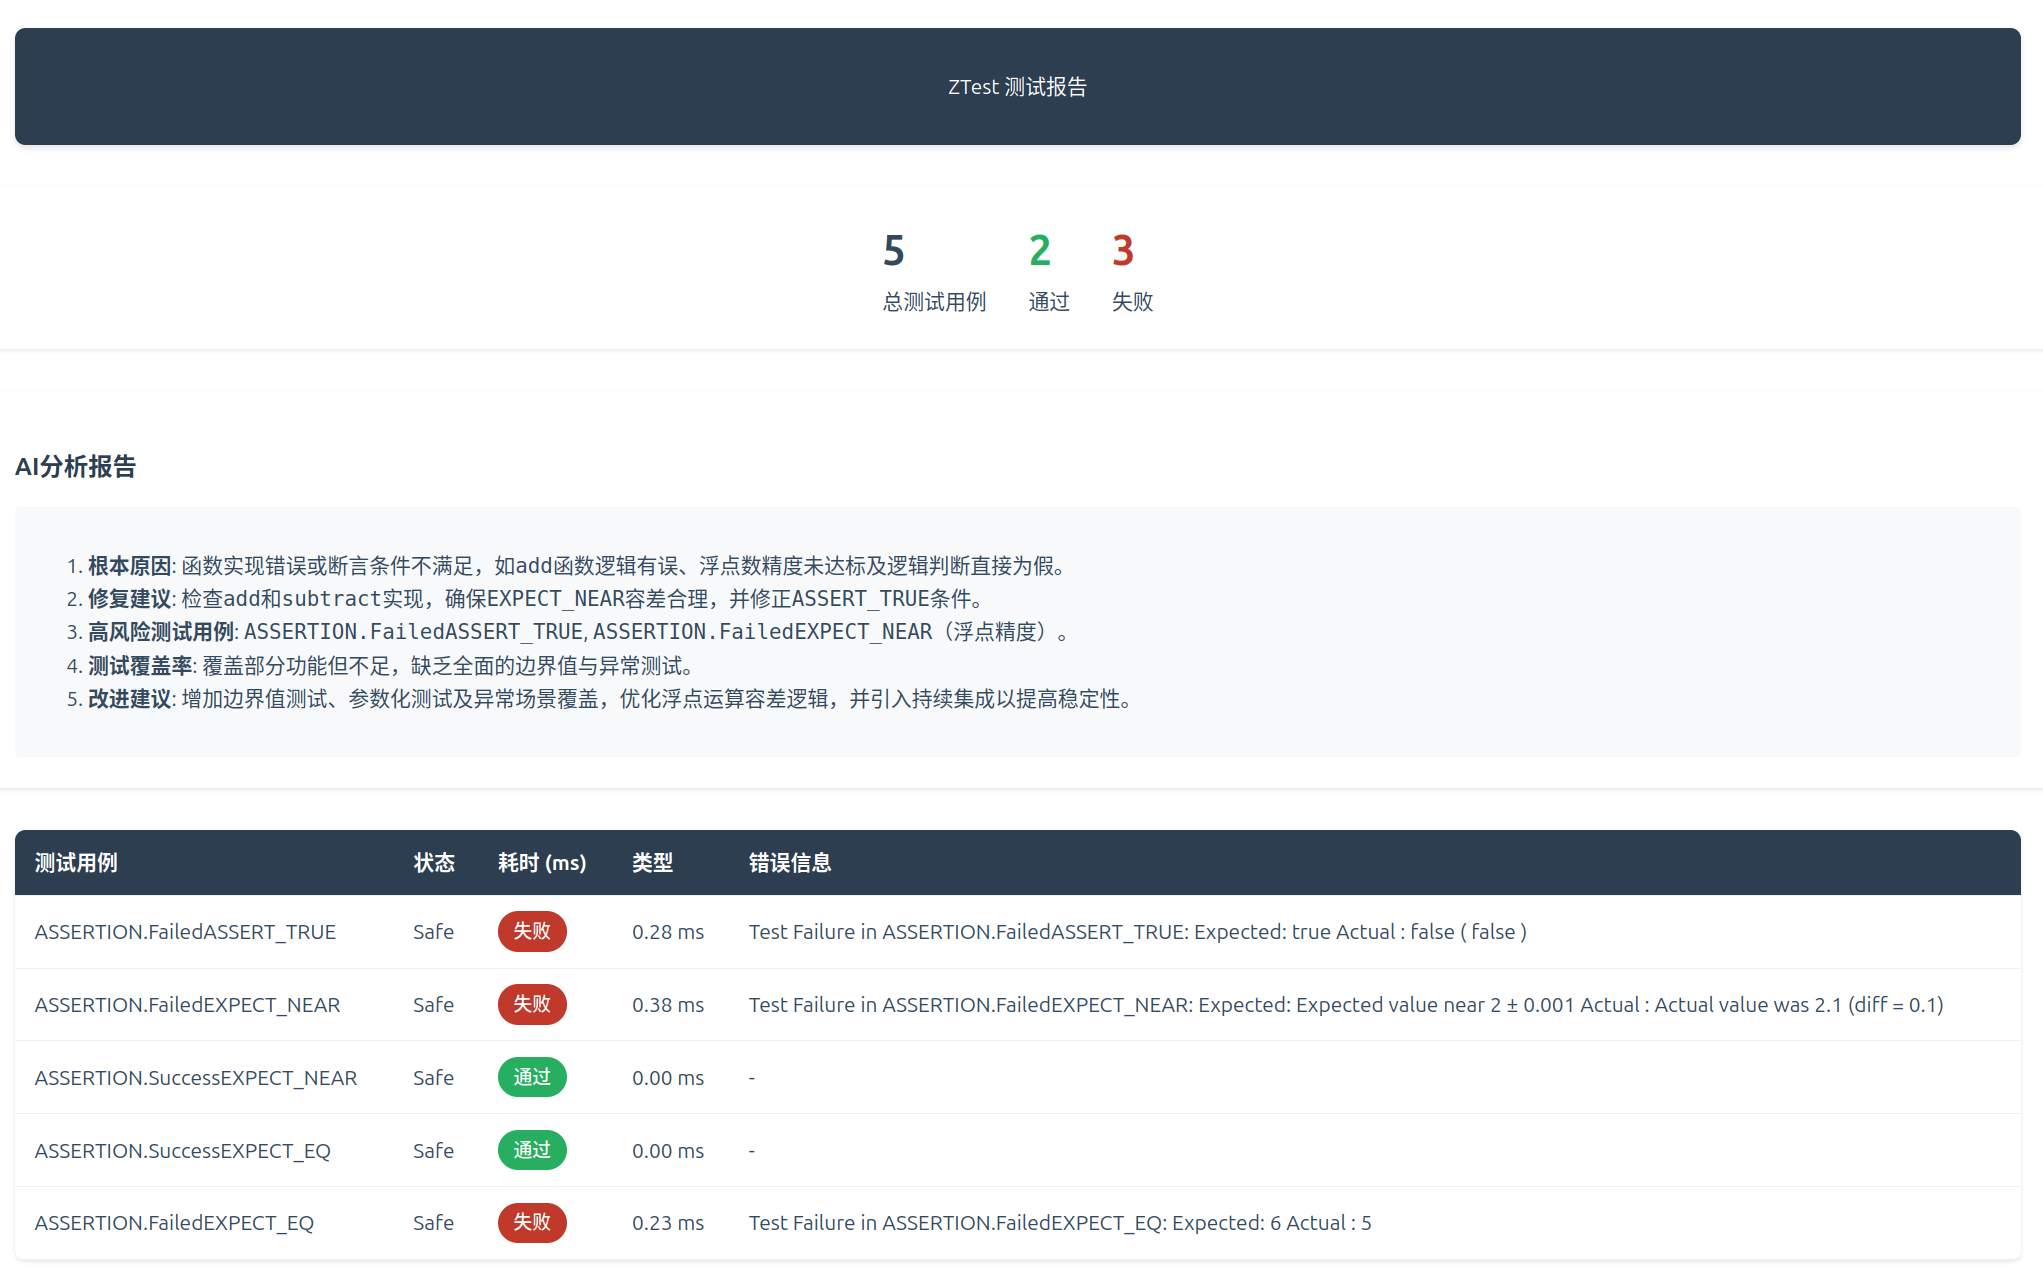 ZTest 测试报告
5 2 3
总测试用例 通过 失败
AI分析报告
1. 根本原因: 函数实现错误或断言条件不满足，如add函数逻辑有误、浮点数精度未达标及逻辑判断直接为假。
2. 修复建议: 检查add和subtract实现，确保EXPECT_NEAR容差合理，并修正ASSERT_TRUE条件。
3. 高风险测试用例: ASSERTION.FailedASSERT_TRUE, ASSERTION.FailedEXPECT_NEAR（浮点精度）。
4. 测试覆盖率: 覆盖部分功能但不足，缺乏全面的边界值与异常测试。
5. 改进建议: 增加边界值测试、参数化测试及异常场景覆盖，优化浮点运算容差逻辑，并引入持续集成以提高稳定性。
测试用例 状态 耗时 (ms) 类型 错误信息
ASSERTION.FailedASSERT_TRUE Safe 失败 0.28 ms Test Failure in ASSERTION.FailedASSERT_TRUE: Expected: true Actual : false ( false )
ASSERTION.FailedEXPECT_NEAR Safe 失败 0.38 ms Test Failure in ASSERTION.FailedEXPECT_NEAR: Expected: Expected value near 2 ± 0.001 Actual : Actual value was 2.1 (diff = 0.1)
ASSERTION.SuccessEXPECT_NEAR Safe 通过 0.00 ms -
ASSERTION.SuccessEXPECT_EQ Safe 通过 0.00 ms -
ASSERTION.FailedEXPECT_EQ Safe 失败 0.23 ms Test Failure in ASSERTION.FailedEXPECT_EQ: Expected: 6 Actual : 5